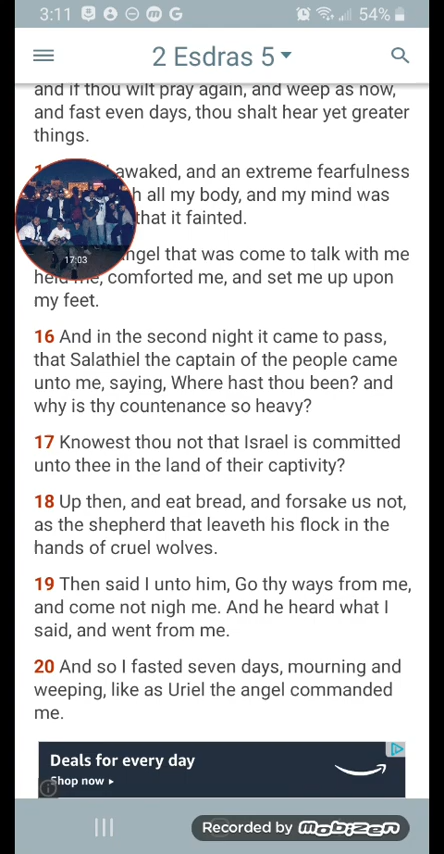 3:11 G 54%
2 Esdras 5
and if thou wilt pray again, and weep as now,
and fast even days, thou shalt hear yet greater
things.
awaked, and an extreme fearfulness
all my body, and my mind was
that it fainted.
ngel that was come to talk with me
held me, comforted me, and set me up upon
my feet.
17:03
16 And in the second night it came to pass,
that Salathiel the captain of the people came
unto me, saying, Where hast thou been? and
why is thy countenance so heavy?
17 Knowest thou not that Israel is committed
unto thee in the land of their captivity?
18 Up then, and eat bread, and forsake us not,
as the shepherd that leaveth his flock in the
hands of cruel wolves.
19 Then said I unto him, Go thy ways from me,
and come not nigh me. And he heard what I
said, and went from me.
20 And so I fasted seven days, mourning and
weeping, like as Uriel the angel commanded
me.
Deals for every day
Shop now
Recorded by Mobizen